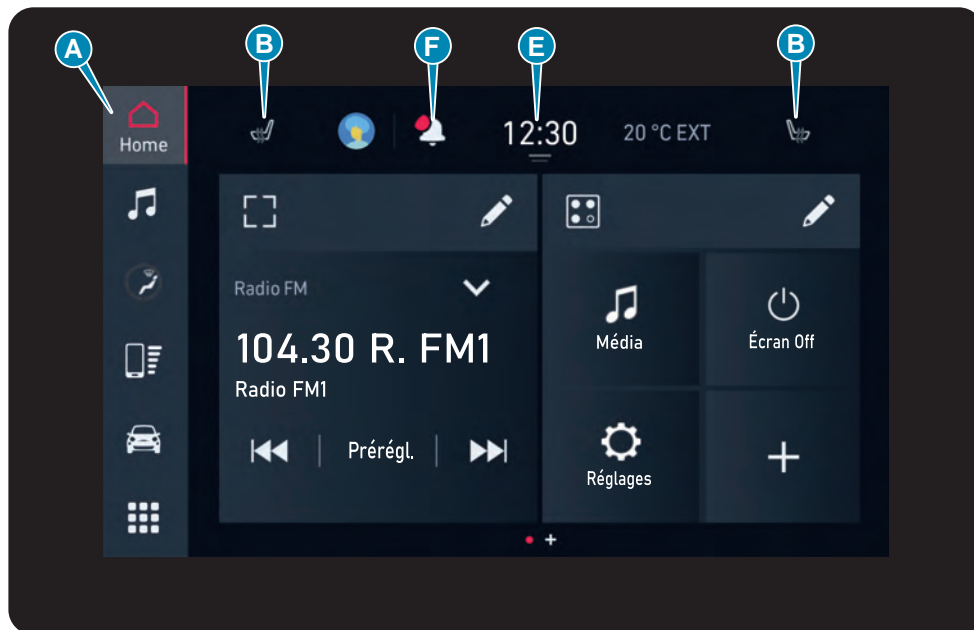 A
B
F
E
B
Home
12:30
20 °C EXT
Radio FM
104.30 R. FM1
Radio FM1
Prérégl.
Média
Écran Off
Réglages